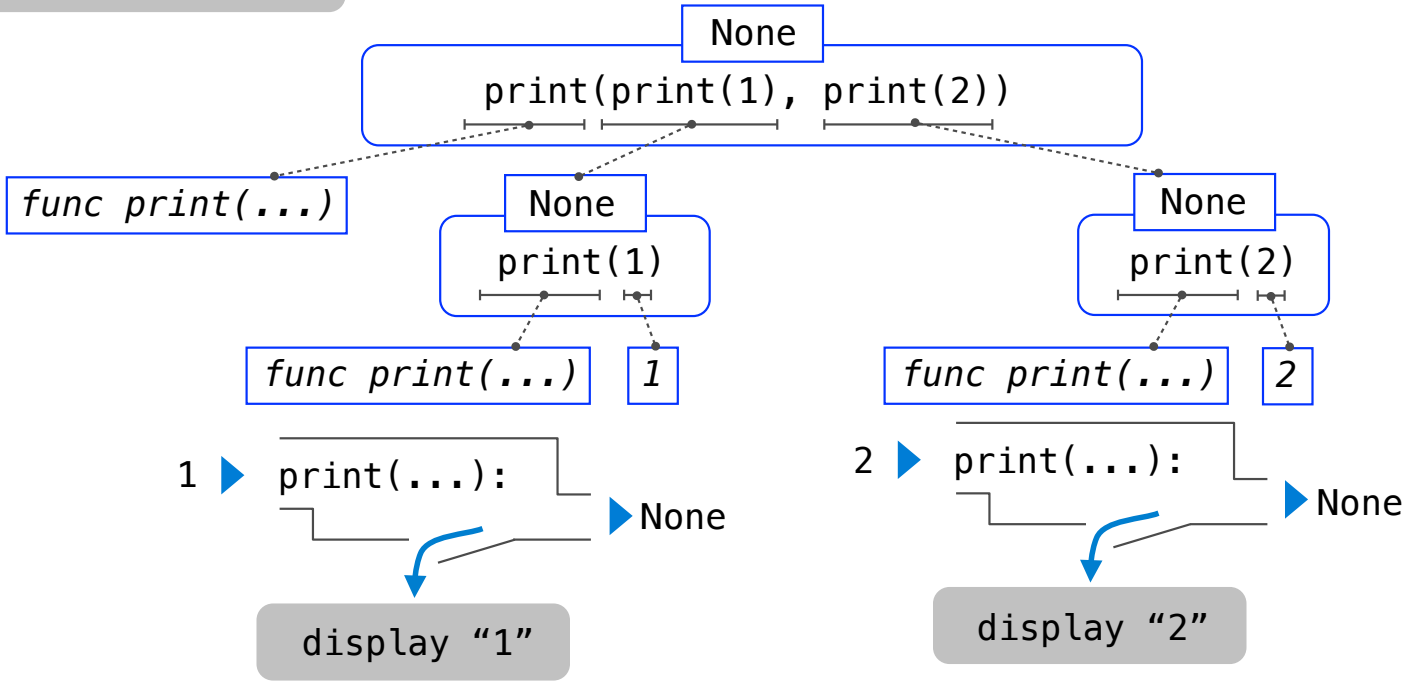 None
print(print(1), print(2))
func print(...)
None
None
print(1)
print(2)
func print(...)
1
func print(...)
2
1
print(...):
None
2
print(...):
None
display “1”
display “2”